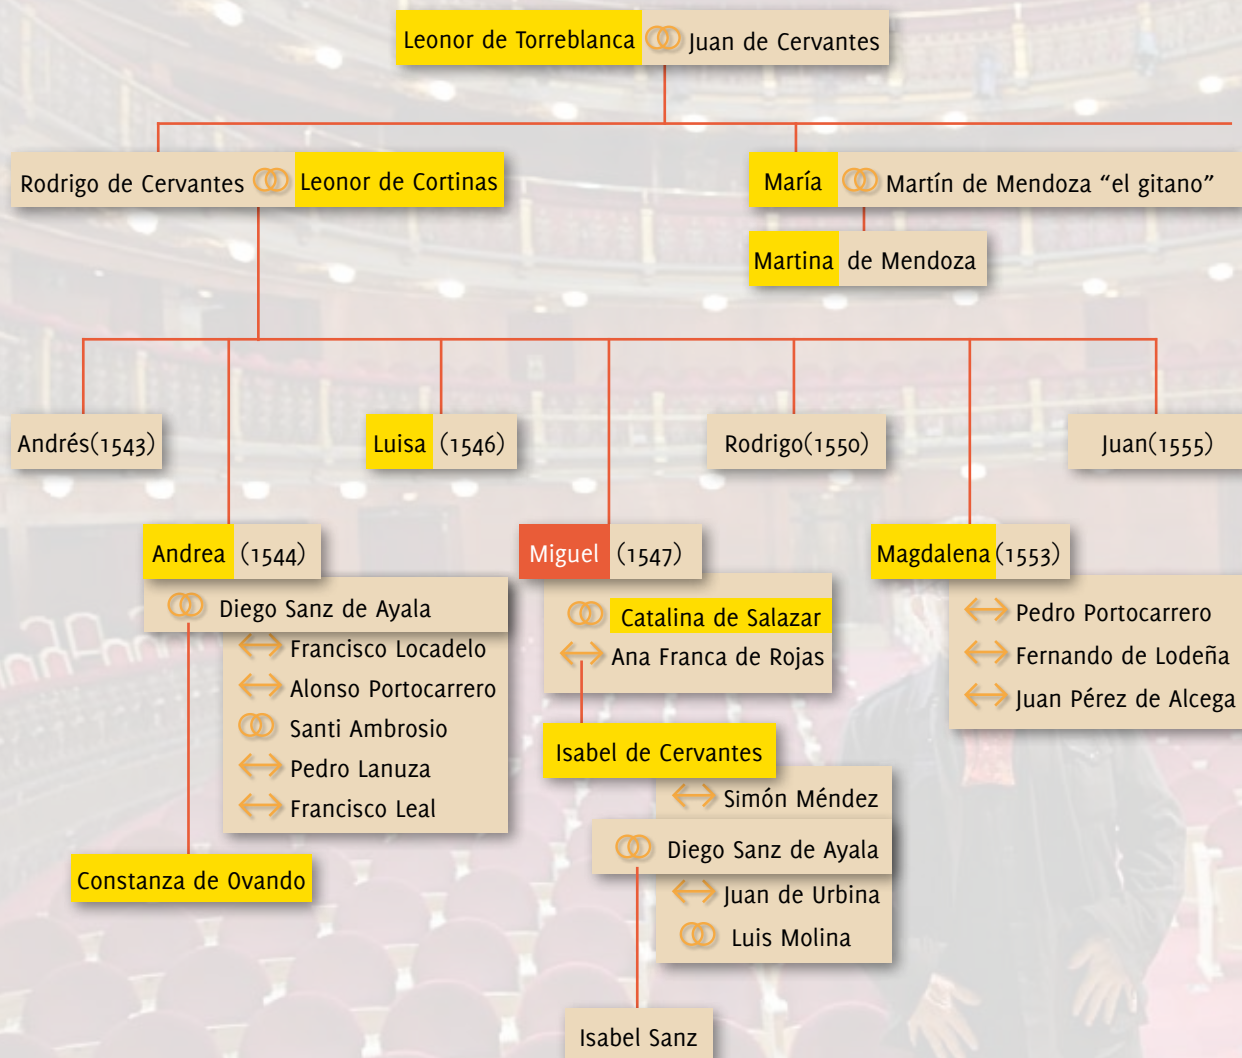 Leonor de Torreblanca Juan de Cervantes
Rodrigo de Cervantes Leonor de Cortinas
María Martín de Mendoza “el gitano”
Martina de Mendoza
Andrés(1543)
Luisa (1546)
Rodrigo(1550)
Juan(1555)
Andrea (1544)
Diego Sanz de Ayala
Francisco Locadelo
Alonso Portocarrero
Santi Ambrosio
Pedro Lanuza
Francisco Leal
Constanza de Ovando
Miguel (1547)
Catalina de Salazar
Ana Franca de Rojas
Isabel de Cervantes
Simón Méndez
Diego Sanz de Ayala
Juan de Urbina
Luis Molina
Isabel Sanz
Magdalena (1553)
Pedro Portocarrero
Fernando de Lodeña
Juan Pérez de Alcega